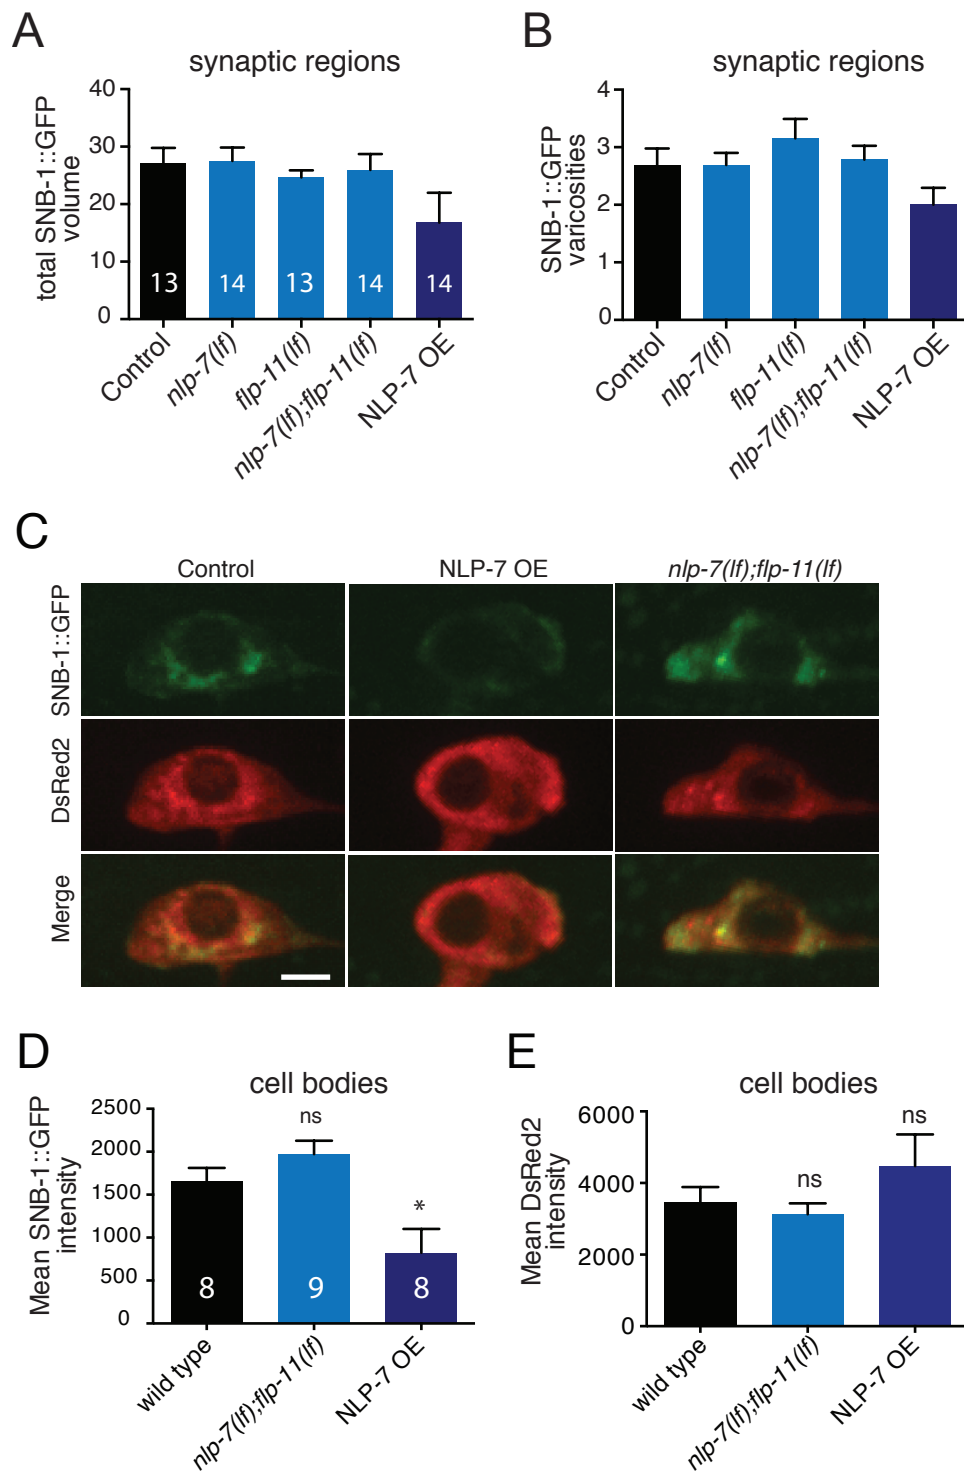 A
synaptic regions
total SNB-1::GFP
volume
40
30
20
10
0
13
14
13
14
14
Control
nlp-7(lf)
flp-11(lf)
nlp-7(lf);flp-11(lf)
NLP-7 OE
B
synaptic regions
SNB-1::GFP
varicosities
4
3
2
1
0
Control
nlp-7(lf)
flp-11(lf)
nlp-7(lf);flp-11(lf)
NLP-7 OE
C
Control
NLP-7 OE
nlp-7(lf);flp-11(lf)
SNB-1::GFP
DsRed2
Merge
D
cell bodies
Mean SNB-1::GFP
intensity
2500
2000
1500
1000
500
0
ns
*
8
9
8
wild type
nlp-7(lf);flp-11(lf)
NLP-7 OE
E
cell bodies
Mean DsRed2
intensity
6000
4000
2000
0
ns
ns
wild type
nlp-7(lf);flp-11(lf)
NLP-7 OE